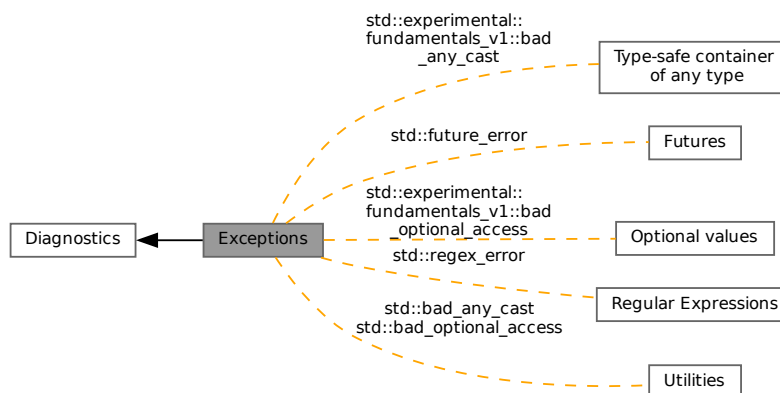 std::experimental::
fundamentals_v1::bad
_any_cast
Type-safe container
of any type
std::future_error
Futures
std::experimental::
fundamentals_v1::bad
_optional_access
Diagnostics
Exceptions
Optional values
std::regex_error
Regular Expressions
std::bad_any_cast
std::bad_optional_access
Utilities